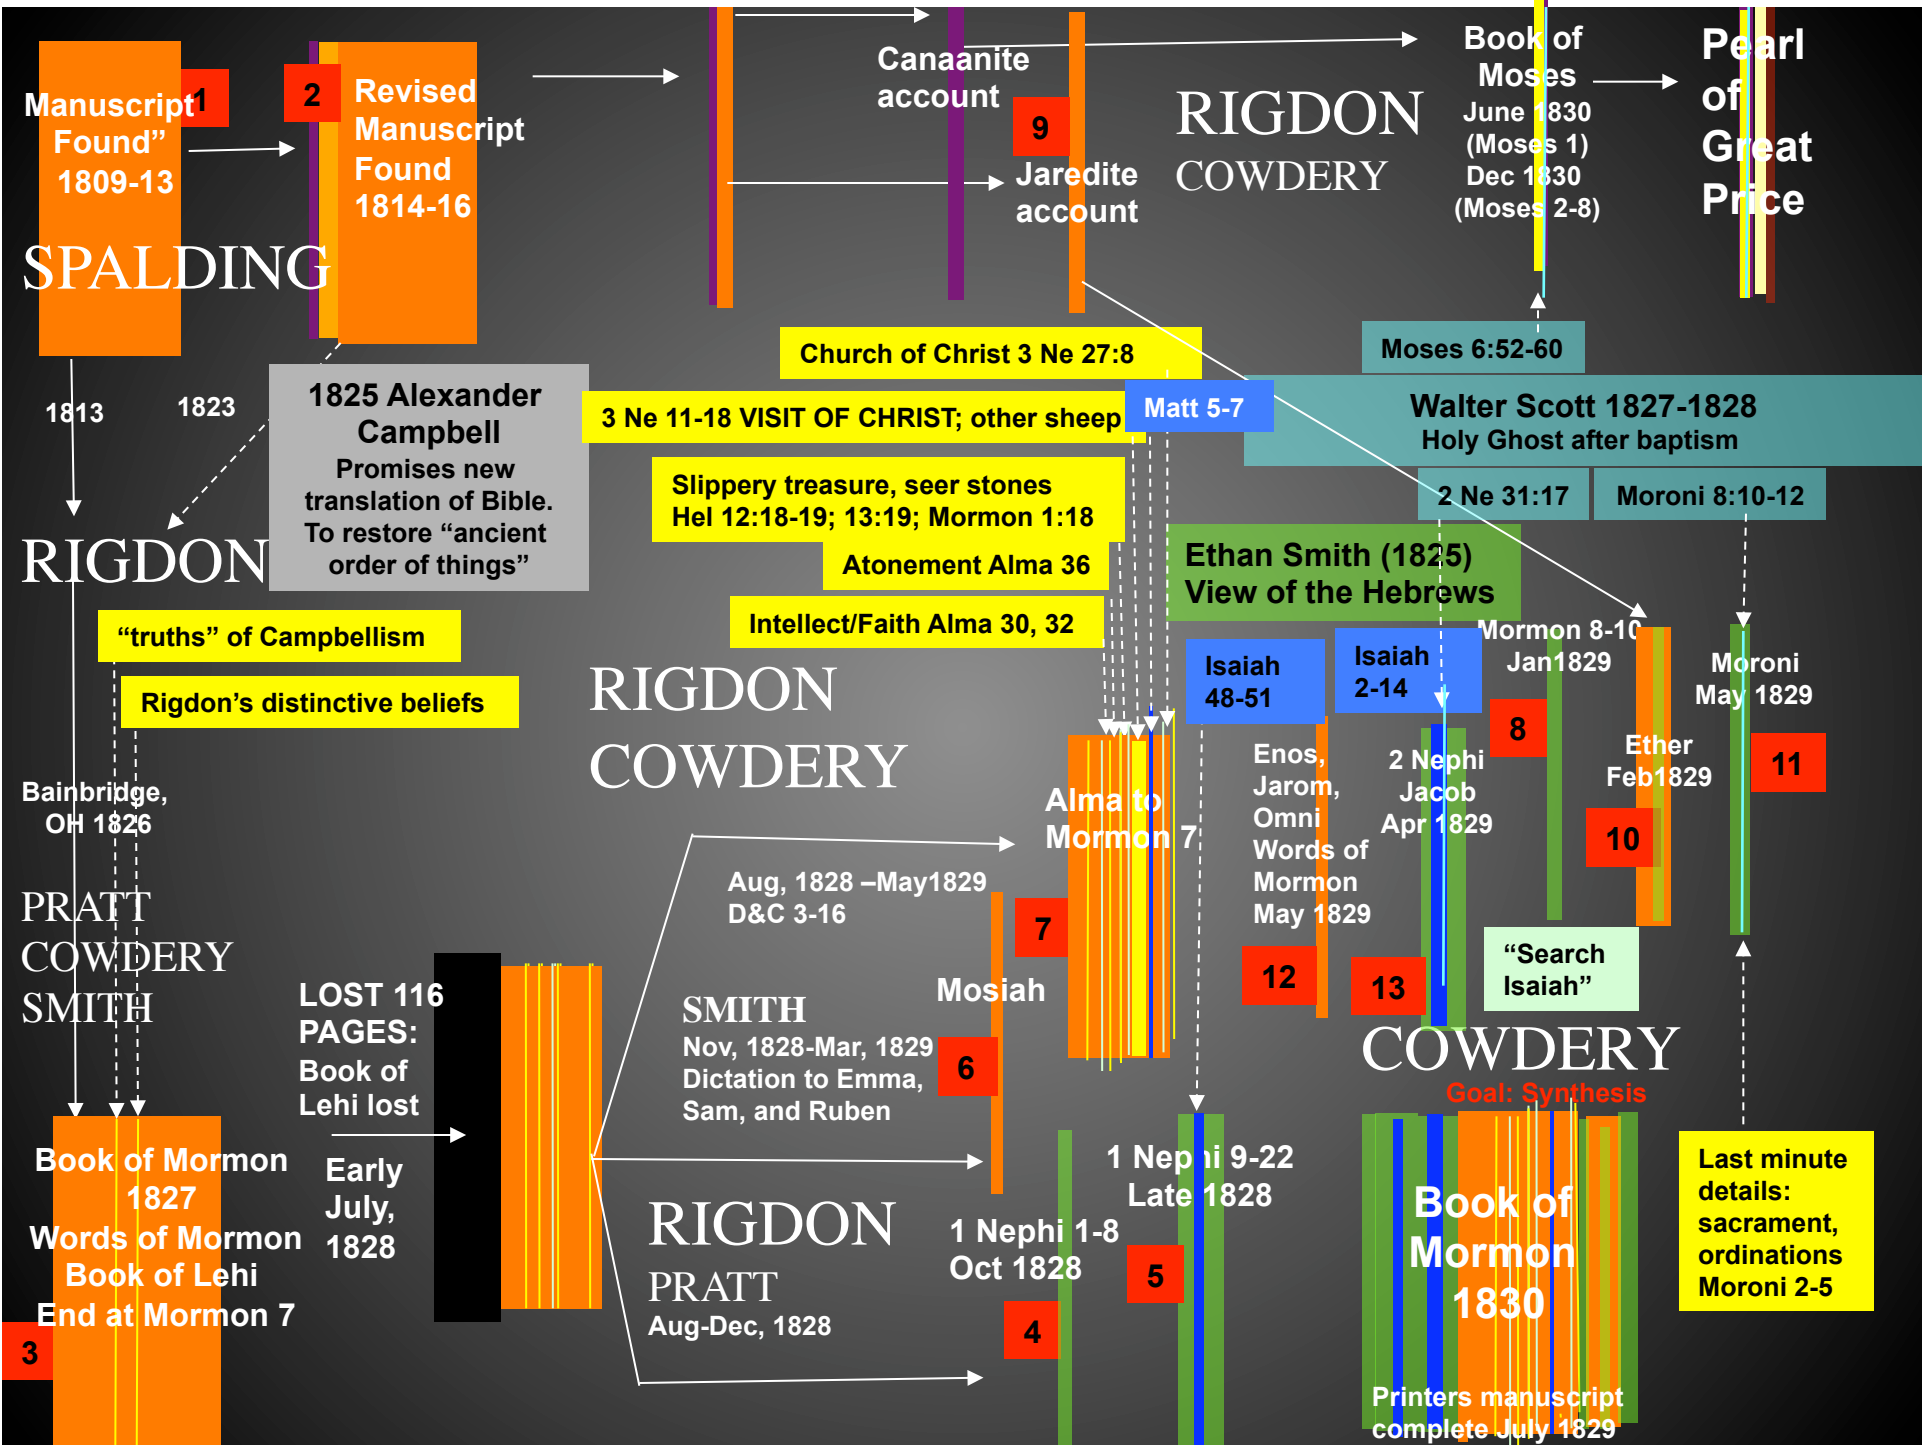 Manuscript
Found”
1809-13
1
2
Revised
Manuscript
Found
1814-16
SPALDING
Canaanite
account
9
Jaredite
account
RIGDON
COWDERY
Book of
Moses
June 1830
(Moses 1)
Dec 1830
(Moses 2-8)
Pearl
of
Great
Price
1813
1823
1825 Alexander
Campbell
Promises new
translation of Bible.
To restore “ancient
order of things”
Church of Christ 3 Ne 27:8
3 Ne 11-18 VISIT OF CHRIST; other sheep
Matt 5-7
Slippery treasure, seer stones
Hel 12:18-19; 13:19; Mormon 1:18
Atonement Alma 36
Intellect/Faith Alma 30, 32
Moses 6:52-60
Walter Scott 1827-1828
Holy Ghost after baptism
2 Ne 31:17
Moroni 8:10-12
Ethan Smith (1825)
View of the Hebrews
RIGDON
“truths” of Campbellism
Rigdon’s distinctive beliefs
RIGDON
COWDERY
Isaiah
48-51
Isaiah
2-14
Mormon 8-10
Jan1829
8
Moroni
May 1829
11
Ether
Feb1829
10
Bainbridge,
OH 1826
PRATT
COWDERY
SMITH
Alma to
Mormon 7
Aug, 1828 –May1829
D&C 3-16
7
Enos,
Jarom,
Omni
Words of
Mormon
May 1829
12
2 Nephi
Jacob
Apr 1829
13
“Search
Isaiah”
LOST 116
PAGES:
Book of
Lehi lost
Early
July,
1828
SMITH
Nov, 1828-Mar, 1829
Dictation to Emma,
Sam, and Ruben
Mosiah
6
COWDERY
Goal: Synthesis
Book of Mormon
1827
Words of Mormon
Book of Lehi
End at Mormon 7
3
RIGDON
PRATT
Aug-Dec, 1828
1 Nephi 1-8
Oct 1828
4
1 Nephi 9-22
Late 1828
5
Book of
Mormon
1830
Printers manuscript
complete July 1829
Last minute
details:
sacrament,
ordinations
Moroni 2-5